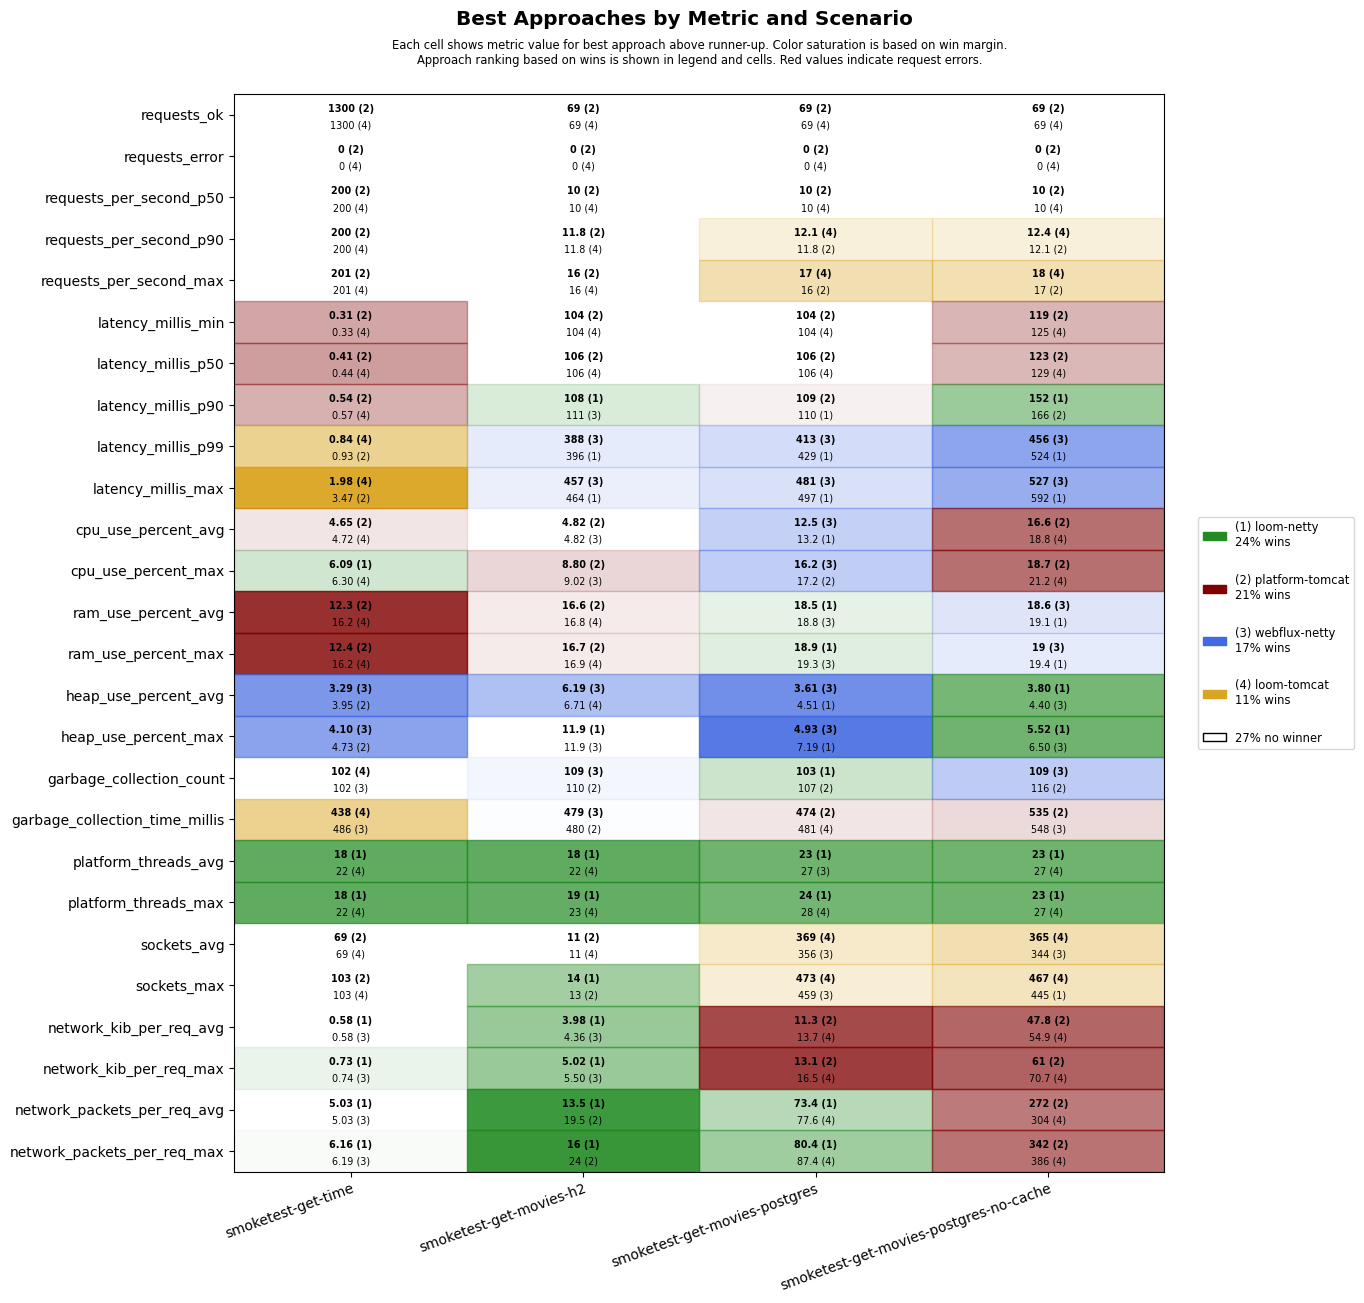 Best Approaches by Metric and Scenario
Each cell shows metric value for best approach above runner-up. Color saturation is based on win margin.
Approach ranking based on wins is shown in legend and cells. Red values indicate request errors.
requests_ok
1300 (2) 69 (2) 69 (2) 69 (2)
1300 (4) 69 (4) 69 (4) 69 (4)
requests_error
0 (2) 0 (2) 0 (2) 0 (2)
0 (4) 0 (4) 0 (4) 0 (4)
requests_per_second_p50
200 (2) 10 (2) 10 (2) 10 (2)
200 (4) 10 (4) 10 (4) 10 (4)
requests_per_second_p90
200 (2) 11.8 (2) 12.1 (4) 12.4 (4)
200 (4) 11.8 (4) 11.8 (2) 12.1 (2)
requests_per_second_max
201 (2) 16 (2) 17 (4) 18 (4)
201 (4) 16 (4) 16 (2) 17 (2)
latency_millis_min
0.31 (2) 104 (2) 104 (2) 119 (2)
0.33 (4) 104 (4) 104 (4) 125 (4)
latency_millis_p50
0.41 (2) 106 (2) 106 (2) 123 (2)
0.44 (4) 106 (4) 106 (4) 129 (4)
latency_millis_p90
0.54 (2) 108 (1) 109 (2) 152 (1)
0.57 (4) 111 (3) 110 (1) 166 (2)
latency_millis_p99
0.84 (4) 388 (3) 413 (3) 456 (3)
0.93 (2) 396 (1) 429 (1) 524 (1)
latency_millis_max
1.98 (4) 457 (3) 481 (3) 527 (3)
3.47 (2) 464 (1) 497 (1) 592 (1)
cpu_use_percent_avg
4.65 (2) 4.82 (2) 12.5 (3) 16.6 (2)
4.72 (4) 4.82 (3) 13.2 (1) 18.8 (4)
cpu_use_percent_max
6.09 (1) 8.80 (2) 16.2 (3) 18.7 (2)
6.30 (4) 9.02 (3) 17.2 (2) 21.2 (4)
ram_use_percent_avg
12.3 (2) 16.6 (2) 18.5 (1) 18.6 (3)
16.2 (4) 16.8 (4) 18.8 (3) 19.1 (1)
ram_use_percent_max
12.4 (2) 16.7 (2) 18.9 (1) 19 (3)
16.2 (4) 16.9 (4) 19.3 (3) 19.4 (1)
heap_use_percent_avg
3.29 (3) 6.19 (3) 3.61 (3) 3.80 (1)
3.95 (2) 6.71 (4) 4.51 (1) 4.40 (3)
heap_use_percent_max
4.10 (3) 11.9 (1) 4.93 (3) 5.52 (1)
4.73 (2) 11.9 (3) 7.19 (1) 6.50 (3)
garbage_collection_count
102 (4) 109 (3) 103 (1) 109 (3)
102 (3) 110 (2) 107 (2) 116 (2)
garbage_collection_time_millis
438 (4) 479 (3) 474 (2) 535 (2)
486 (3) 480 (2) 481 (4) 548 (3)
platform_threads_avg
18 (1) 18 (1) 23 (1) 23 (1)
22 (4) 22 (4) 27 (3) 27 (4)
platform_threads_max
18 (1) 19 (1) 24 (1) 23 (1)
22 (4) 23 (4) 28 (4) 27 (4)
sockets_avg
69 (2) 11 (2) 369 (4) 365 (4)
69 (4) 11 (4) 356 (3) 344 (3)
sockets_max
103 (2) 14 (1) 473 (4) 467 (4)
103 (4) 13 (2) 459 (3) 445 (1)
network_kib_per_req_avg
0.58 (1) 3.98 (1) 11.3 (2) 47.8 (2)
0.58 (3) 4.36 (3) 13.7 (4) 54.9 (4)
network_kib_per_req_max
0.73 (1) 5.02 (1) 13.1 (2) 61 (2)
0.74 (3) 5.50 (3) 16.5 (4) 70.7 (4)
network_packets_per_req_avg
5.03 (1) 13.5 (1) 73.4 (1) 272 (2)
5.03 (3) 19.5 (2) 77.6 (4) 304 (4)
network_packets_per_req_max
6.16 (1) 16 (1) 80.4 (1) 342 (2)
6.19 (3) 24 (2) 87.4 (4) 386 (4)
smoketest-get-time
smoketest-get-movies-h2
smoketest-get-movies-postgres
smoketest-get-movies-postgres-no-cache
(1) loom-netty
24% wins
(2) platform-tomcat
21% wins
(3) webflux-netty
17% wins
(4) loom-tomcat
11% wins
27% no winner